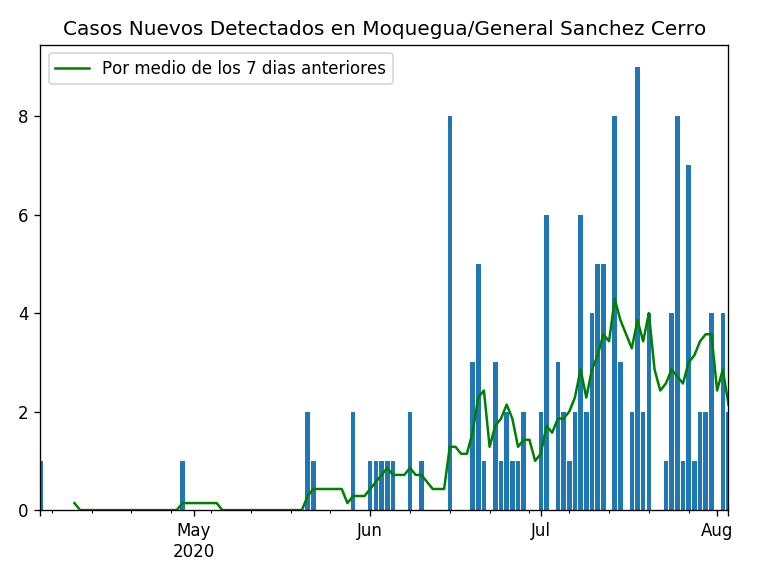 Casos Nuevos Detectados en Moquegua/General Sanchez Cerro
Por medio de los 7 dias anteriores
8
6
4
2
0
May
2020
Jun
Jul
Aug